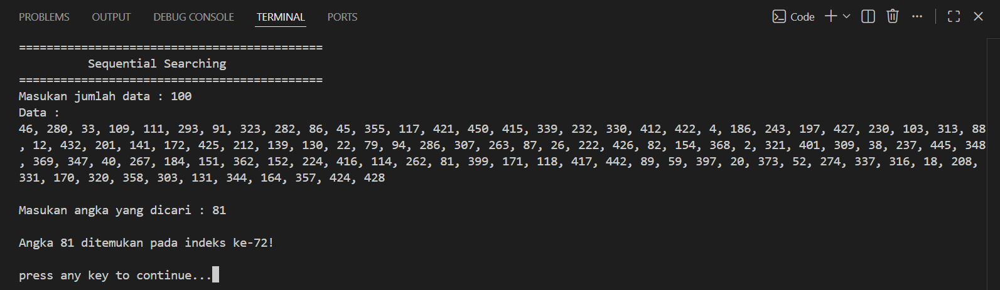 PROBLEMS OUTPUT DEBUG CONSOLE TERMINAL PORTS Code
============================================
Sequential Searching
============================================
Masukan jumlah data : 100
Data :
46, 280, 33, 109, 111, 293, 91, 323, 282, 86, 45, 355, 117, 421, 450, 415, 339, 232, 330, 412, 422, 4, 186, 243, 197, 427, 230, 103, 313, 88
, 12, 432, 201, 141, 172, 425, 212, 139, 130, 22, 79, 94, 286, 307, 263, 87, 26, 222, 426, 82, 154, 368, 2, 321, 401, 309, 38, 237, 445, 348
, 369, 347, 40, 267, 184, 151, 362, 152, 224, 416, 114, 262, 81, 399, 171, 118, 417, 442, 89, 59, 397, 20, 373, 52, 274, 337, 316, 18, 208,
331, 170, 320, 358, 303, 131, 344, 164, 357, 424, 428
Masukan angka yang dicari : 81
Angka 81 ditemukan pada indeks ke-72!
press any key to continue...